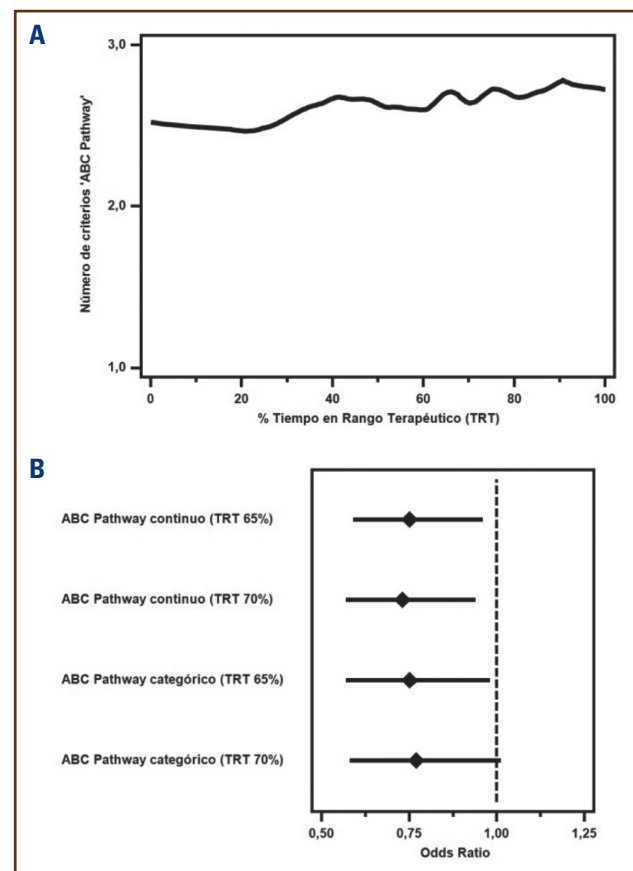 A
3,0
2,0
1,0
Número de criterios 'ABC Pathway'
0 20 40 60 80 100
% Tiempo en Rango Terapéutico (TRT)
B
ABC Pathway continuo (TRT 65%)
ABC Pathway continuo (TRT 70%)
ABC Pathway categórico (TRT 65%)
ABC Pathway categórico (TRT 70%)
0,50 0,75 1,00 1,25
Odds Ratio